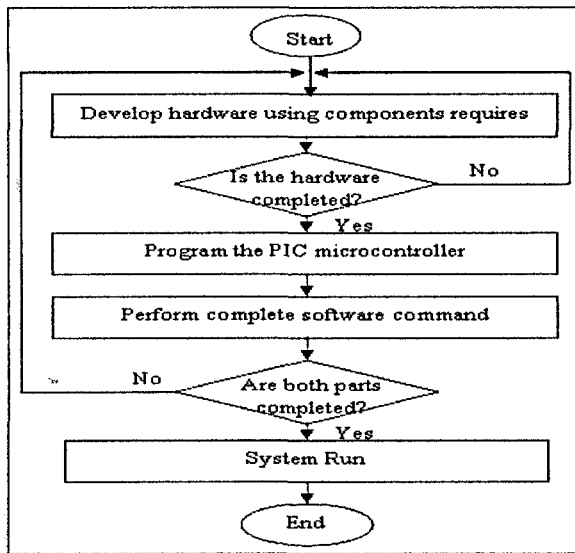 Start
Develop hardware using components requires
Is the hardware
completed?
No
Yes
Program the PIC microcontroller
Perform complete software command
Are both parts
completed?
No
Yes
System Run
End